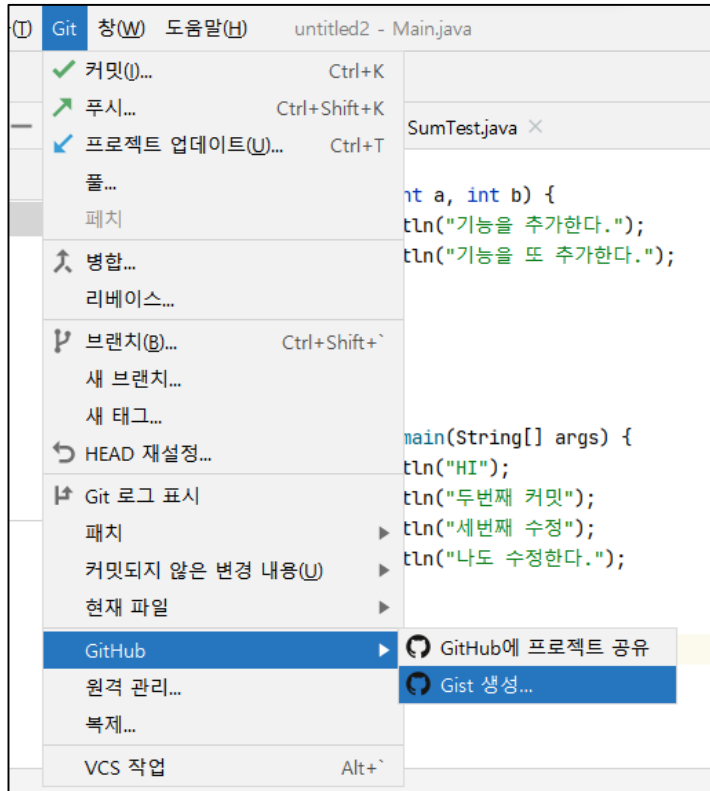 (T) Git 창(W) 도움말(H) untitled2 - Main.java
커밋(I)... Ctrl+K
푸시... Ctrl+Shift+K
프로젝트 업데이트(U)... Ctrl+T
풀...
페치
병합...
리베이스...
브랜치(B)... Ctrl+Shift+`
새 브랜치...
새 태그...
HEAD 재설정...
Git 로그 표시
패치
커밋되지 않은 변경 내용(U)
현재 파일
GitHub
원격 관리...
복제...
VCS 작업 Alt+`
GitHub에 프로젝트 공유
Gist 생성...
SumTest.java
nt a, int b) {
tln("기능을 추가한다.");
tln("기능을 또 추가한다.");
main(String[] args) {
tln("HI");
tln("두번째 커밋");
tln("세번째 수정");
tln("나도 수정한다.");